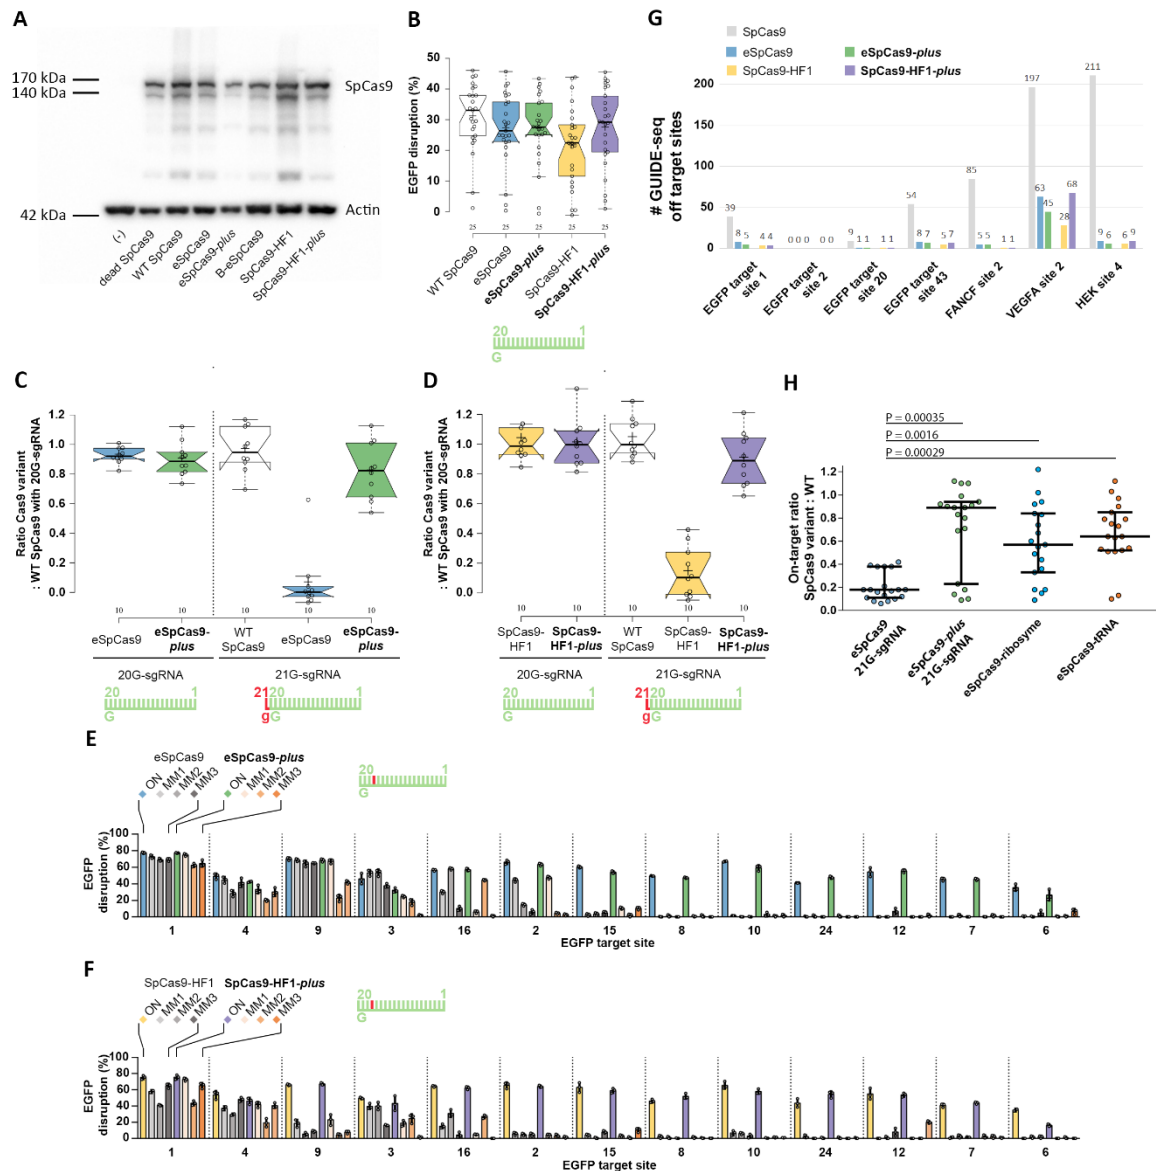 A
170 kDa
140 kDa
SpCas9
42 kDa
Actin
(-)
dead SpCas9
WT SpCas9
eSpCas9
eSpCas9-plus
B-eSpCas9
SpCas9-HF1
SpCas9-HF1-plus
B
EGFP disruption (%)
50
40
30
20
10
0
25 25 25 25 25
WT SpCas9
eSpCas9
eSpCas9-plus
SpCas9-HF1
SpCas9-HF1-plus
20 1
G
G
SpCas9
eSpCas9
SpCas9-HF1
eSpCas9-plus
SpCas9-HF1-plus
# GUIDE-seq
off target sites
200
150
100
50
0
39 8 5 4 4
0 0 0 0 0
9 1 1 1 1
54 8 7 5 7
85 5 5 1 1
197 63 45 28 68
211 9 6 6 9
EGFP target
site 1
EGFP target
site 2
EGFP target
site 20
EGFP target
site 43
FANCF site 2
VEGFA site 2
HEK site 4
C
Ratio Cas9 variant
: WT SpCas9 with 20G-sgRNA
1.2
1.0
0.8
0.6
0.4
0.2
0.0
10 10 10 10 10
eSpCas9
eSpCas9-
plus
WT
SpCas9
eSpCas9
eSpCas9-
plus
20G-sgRNA
21G-sgRNA
20 1
G
21 20 1
gG
D
Ratio Cas9 variant
: WT SpCas9 with 20G-sgRNA
1.2
1.0
0.8
0.6
0.4
0.2
0.0
10 10 10 10 10
SpCas9-
HF1
SpCas9-
HF1-plus
WT
SpCas9
SpCas9-
HF1
SpCas9-
HF1-plus
20G-sgRNA
21G-sgRNA
20 1
G
21 20 1
gG
H
P = 0.00035
P = 0.0016
P = 0.00029
On-target ratio
SpCas9 variant : WT
1.2
1.0
0.8
0.6
0.4
0.2
0.0
eSpCas9
21G-sgRNA
eSpCas9-plus
21G-sgRNA
eSpCas9-ribosyme
eSpCas9-tRNA
E
eSpCas9
eSpCas9-plus
ON MM1 MM2 MM3
ON MM1 MM2 MM3
20 1
G
EGFP
disruption (%)
100
80
60
40
20
0
1 4 9 3 16 2 15 8 10 24 12 7 6
EGFP target site
F
SpCas9-HF1
SpCas9-HF1-plus
ON MM1 MM2 MM3
ON MM1 MM2 MM3
20 1
G
EGFP
disruption (%)
100
80
60
40
20
0
1 4 9 3 16 2 15 8 10 24 12 7 6
EGFP target site